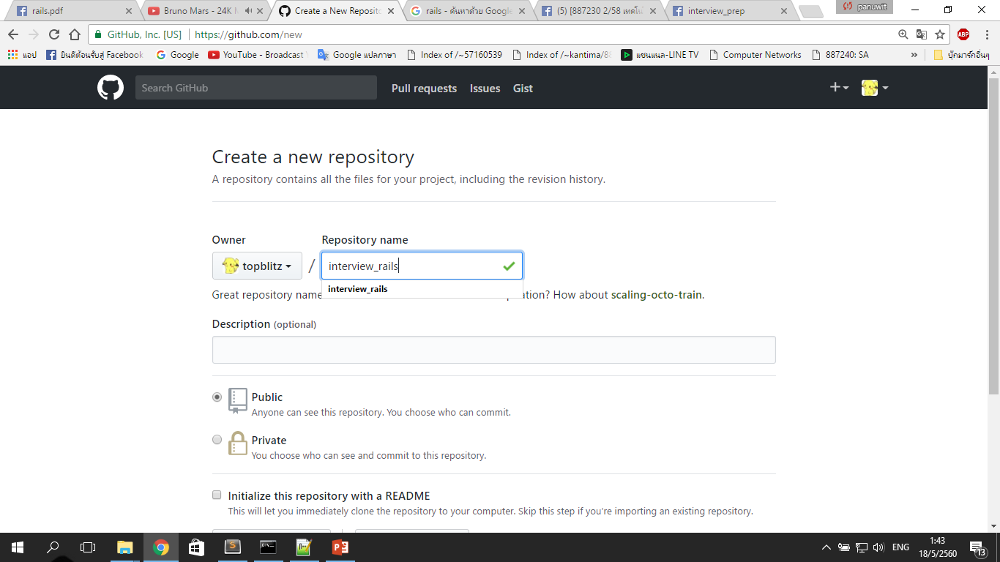 rails.pdf
Bruno Mars - 24K M
Create a New Reposito
rails - ค้นหาด้วย Google
(5) [887230 2/58 เทคโน
interview_prep
panuwit
GitHub, Inc. [US]
https://github.com/new
ABP
แอป
ยินดีต้อนรับสู่ Facebook
Google
YouTube - Broadcast Y
Google แปลภาษา
Index of /~57160539
Index of /~kantima/88
แชนแนล-LINE TV
Computer Networks
887240: SA
»
บุ๊กมาร์กอื่นๆ
Search GitHub
Pull requests
Issues
Gist
Create a new repository
A repository contains all the files for your project, including the revision history.
Owner
Repository name
topblitz
/
interview_rails
interview_rails
Great repository name
ation? How about scaling-octo-train.
Description (optional)
Public
Anyone can see this repository. You choose who can commit.
Private
You choose who can see and commit to this repository.
Initialize this repository with a README
This will let you immediately clone the repository to your computer. Skip this step if you're importing an existing repository.
ENG
1:43
18/5/2560
13